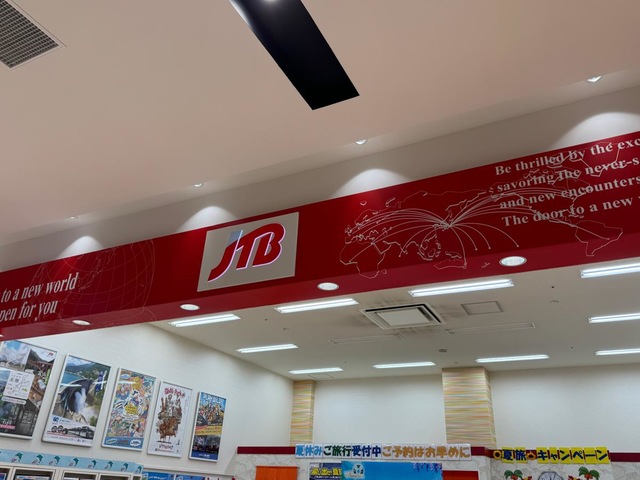 Be thrilled by the exc
savoring the never-s
and new encounters
The door to a new
to a new world
pen for you
JTB
夏休みご旅行受付中 ご予約はお早めに
夏旅キャンペーン